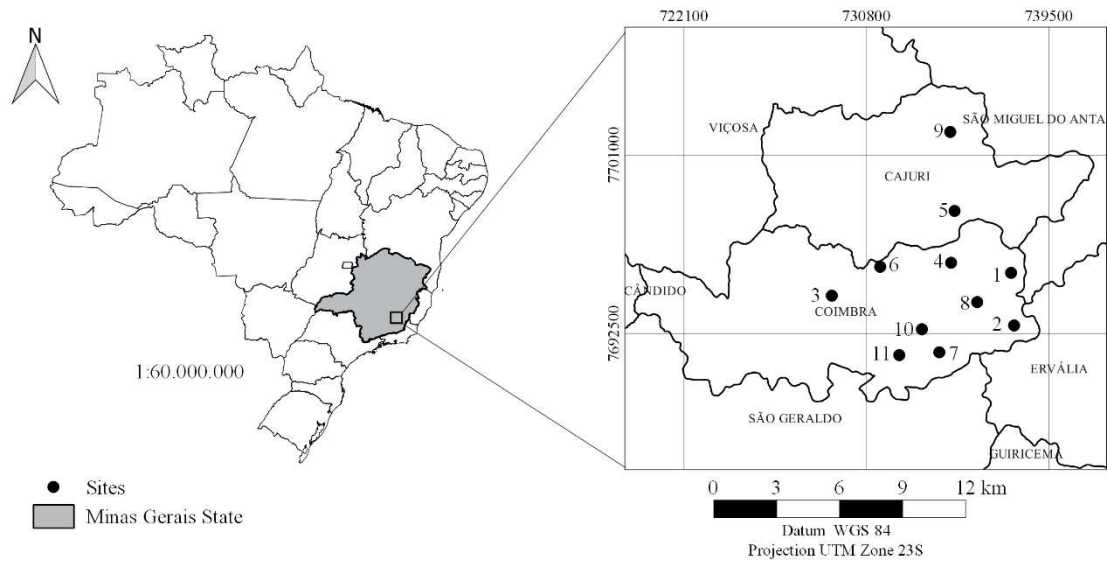 N
1:60.000.000
Sites
Minas Gerais State
722100
730800
739500
7701000
7692500
VIÇOSA
SÃO MIGUEL DO ANTA
9
CAJURI
5
6
4
1
CÂNDIDO
3
COIMBRA
8
10
2
11
7
ERVÁLIA
SÃO GERALDO
GUIRICEMA
0 3 6 9 12 km
Datum WGS 84
Projection UTM Zone 23S